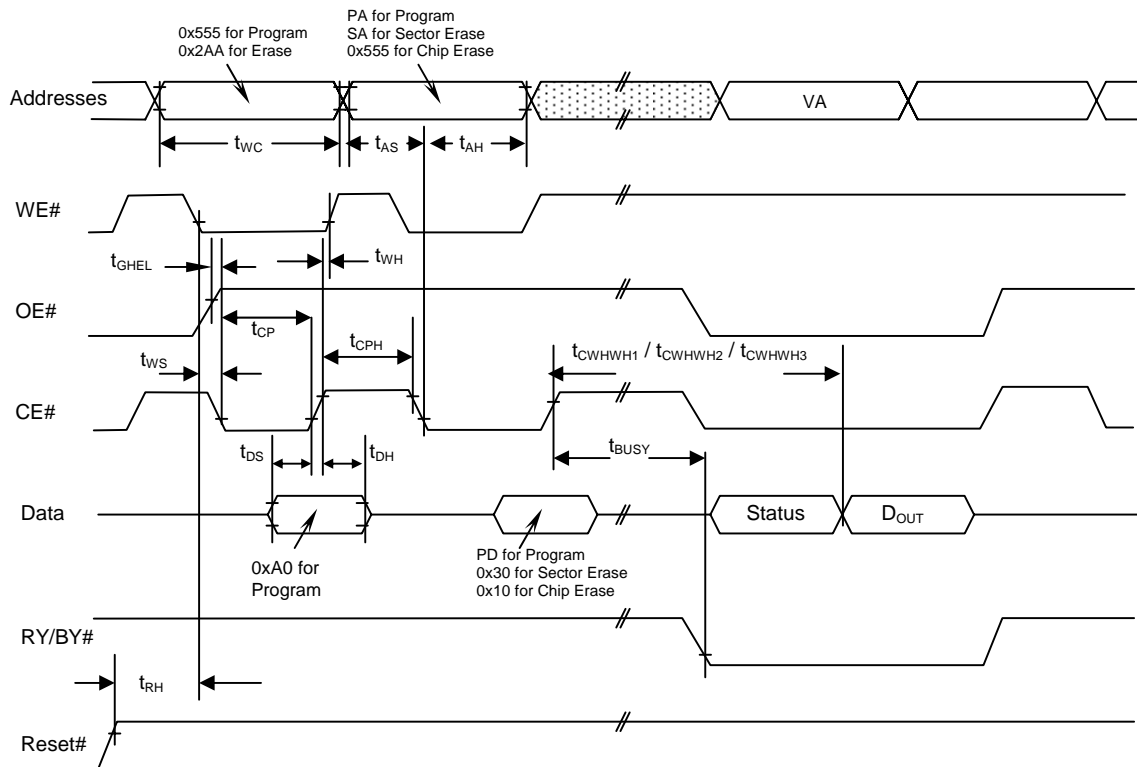 0x555 for Program
0x2AA for Erase
PA for Program
SA for Sector Erase
0x555 for Chip Erase
Addresses
VA
tWC
tAS
tAH
WE#
tGHEL
tWH
OE#
tCP
tCPH
tWS
tCWHWH1 / tCWHWH2 / tCWHWH3
CE#
tDS
tDH
tBUSY
Data
Status
DOUT
0xA0 for
Program
PD for Program
0x30 for Sector Erase
0x10 for Chip Erase
RY/BY#
tRH
Reset#